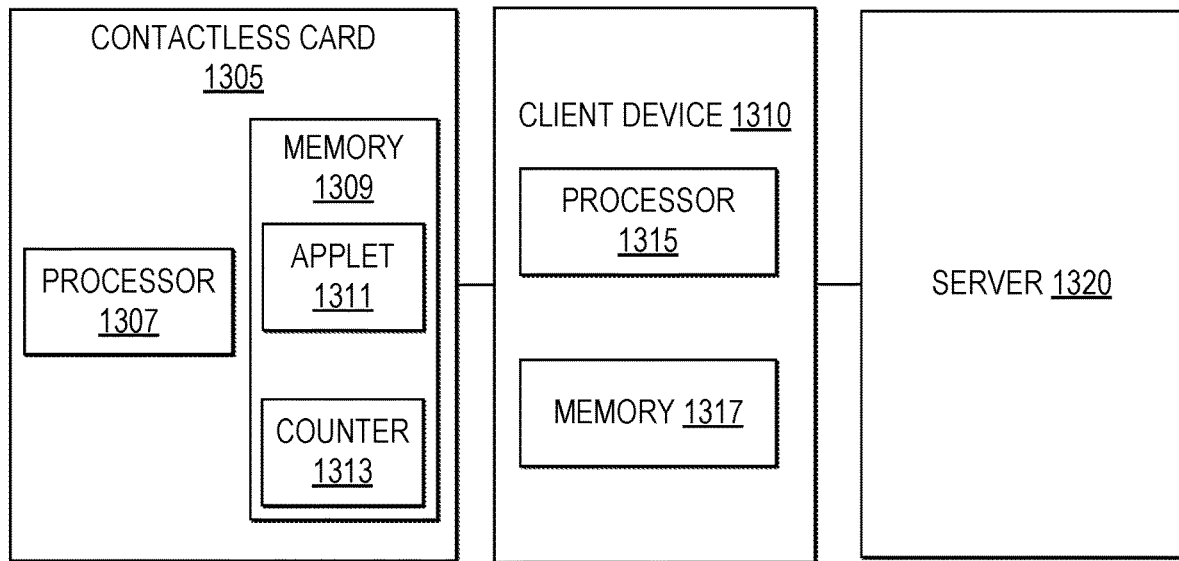 CONTACTLESS CARD
1305
MEMORY
1309
APPLET
1311
PROCESSOR
1307
COUNTER
1313
CLIENT DEVICE 1310
PROCESSOR
1315
MEMORY 1317
SERVER 1320